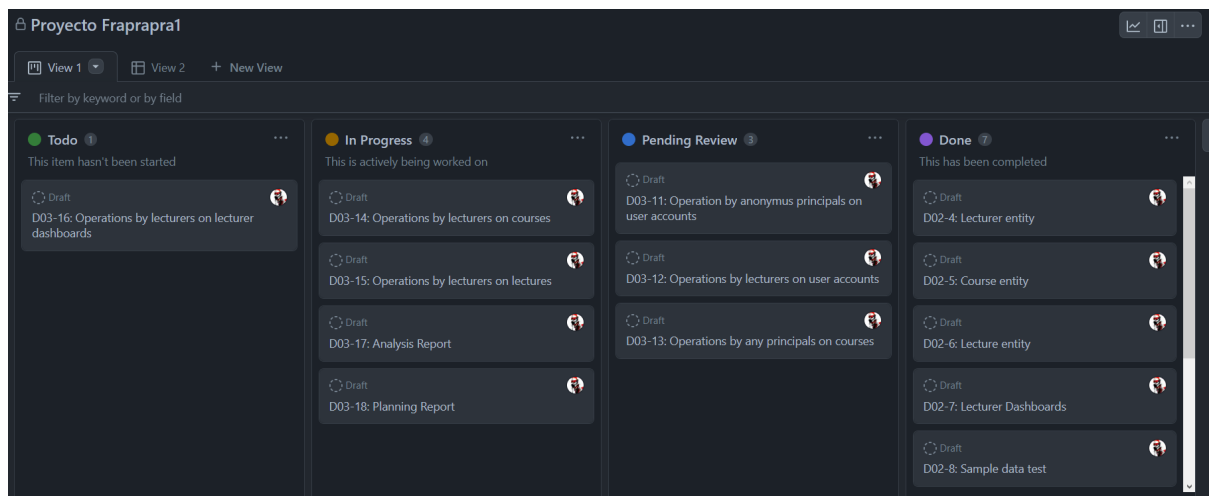 Proyecto Fraprapra1
View 1
View 2
+ New View
Filter by keyword or by field
Todo 1
This item hasn't been started
Draft
D03-16: Operations by lecturers on lecturer
dashboards
In Progress 4
This is actively being worked on
Draft
D03-14: Operations by lecturers on courses
Draft
D03-15: Operations by lecturers on lectures
Draft
D03-17: Analysis Report
Draft
D03-18: Planning Report
Pending Review 3
Draft
D03-11: Operation by anonymus principals on
user accounts
Draft
D03-12: Operations by lecturers on user accounts
Draft
D03-13: Operations by any principals on courses
Done 7
This has been completed
Draft
D02-4: Lecturer entity
Draft
D02-5: Course entity
Draft
D02-6: Lecture entity
Draft
D02-7: Lecturer Dashboards
Draft
D02-8: Sample data test